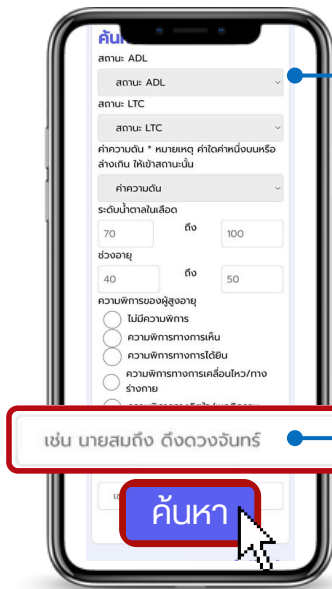 สถานะ ADL
สถานะ ADL
สถานะ LTC
สถานะ LTC
ค่าความดัน * หมายเหตุ ค่าใดค่าหนึ่งบนหรือ
ล่างเกิน ให้เข้าสถานะนั้น
ค่าความดัน
ระดับน้ำตาลในเลือด
70 ถึง 100
ช่วงอายุ
40 ถึง 50
ความพิการของผู้สูงอายุ
ไม่มีความพิการ
ความพิการทางการเห็น
ความพิการทางการได้ยิน
ความพิการทางการเคลื่อนไหว/ทาง
ร่างกาย
เช่น นายสมถึง ดึงดวงจันทร์
ค้นหา